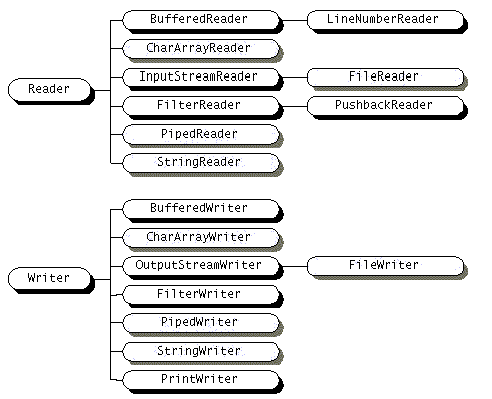 BufferedReader
LineNumberReader
CharArrayReader
InputStreamReader
FileReader
Reader
FilterReader
PushbackReader
PipedReader
StringReader
BufferedWriter
CharArrayWriter
OutputStreamWriter
FileWriter
Writer
FilterWriter
PipedWriter
StringWriter
PrintWriter